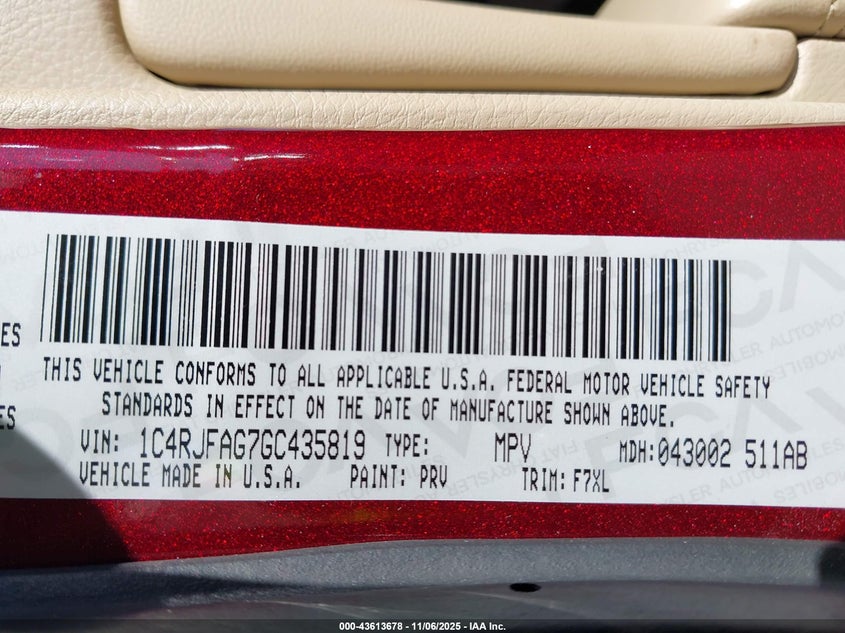 ES
THIS VEHICLE CONFORMS TO ALL APPLICABLE U.S.A. FEDERAL MOTOR VEHICLE SAFETY
STANDARDS IN EFFECT ON THE DATE OF MANUFACTURE SHOWN ABOVE.
ES
VIN: 1C4RJFAG7GC435819 TYPE: MPV MDH:043002 511AB
VEHICLE MADE IN U.S.A. PAINT: PRV TRIM: F7XL
000-43613678 - 11/06/2025 - IAA Inc.